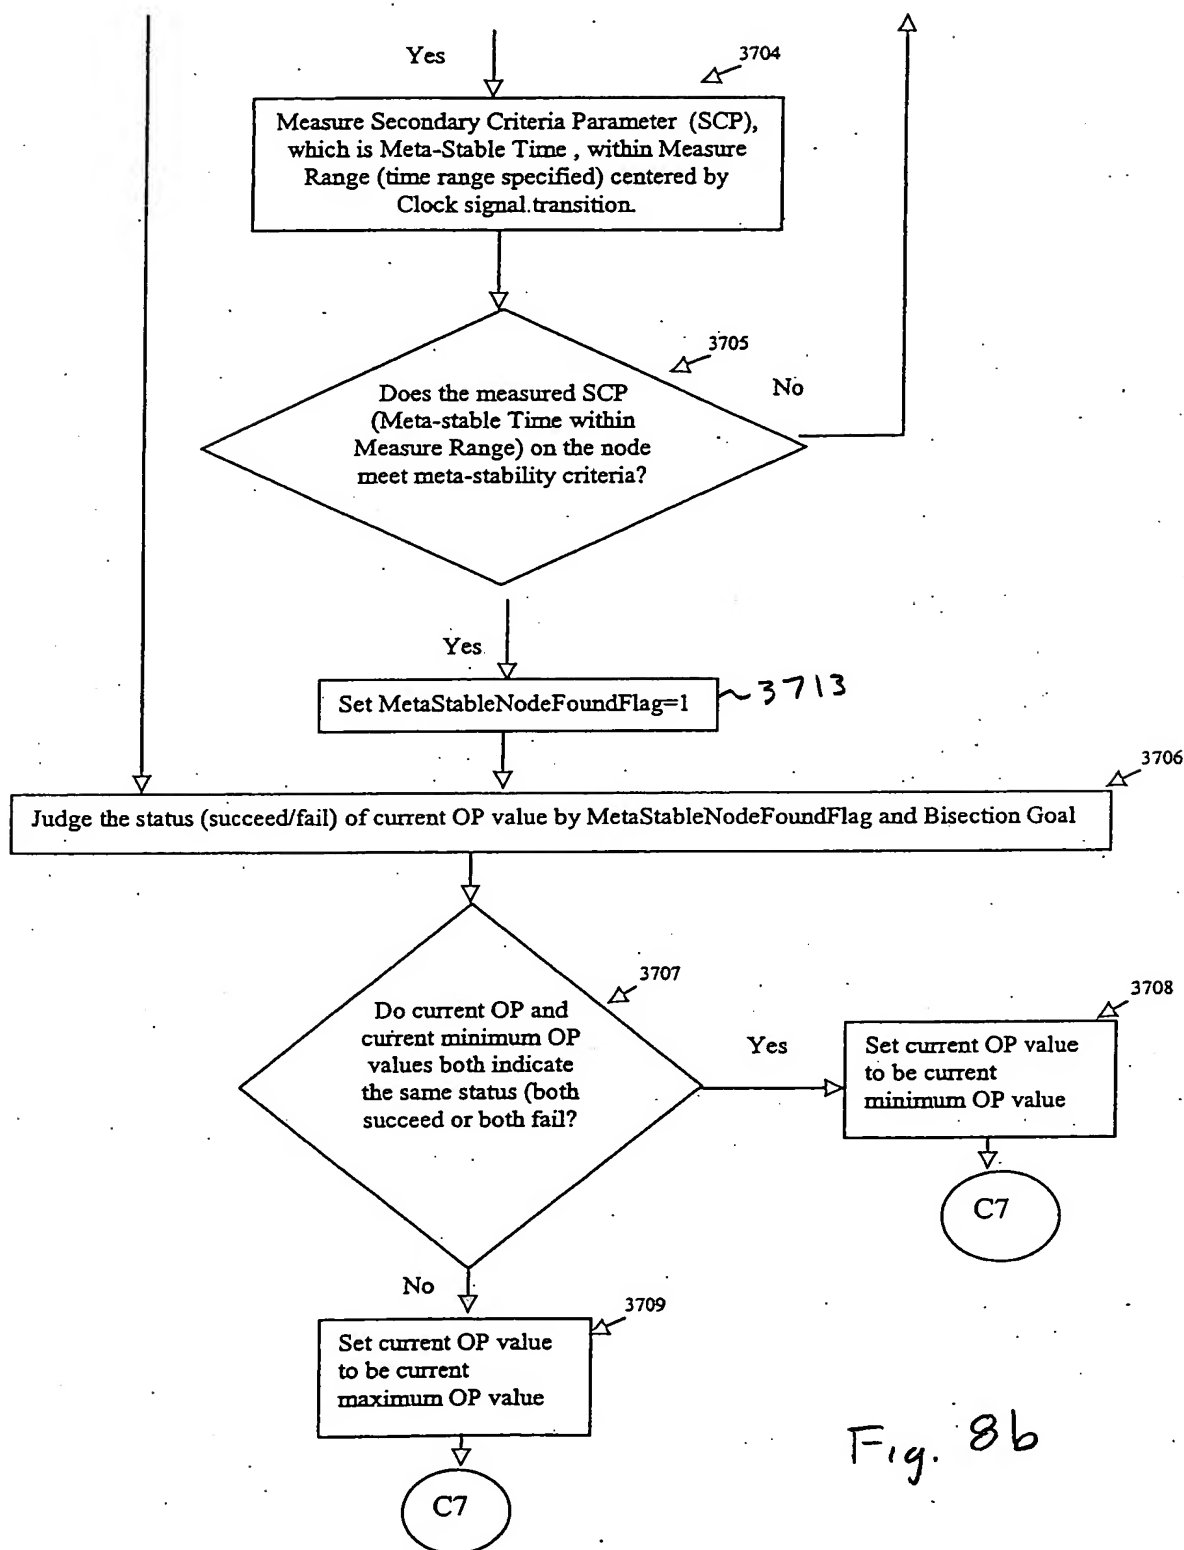 Yes
3704
Measure Secondary Criteria Parameter (SCP),
which is Meta-Stable Time , within Measure
Range (time range specified) centered by
Clock signal.transition.
3705
Does the measured SCP
(Meta-stable Time within
Measure Range) on the node
meet meta-stability criteria?
No
Yes
Set MetaStableNodeFoundFlag=1
3713
3706
Judge the status (succeed/fail) of current OP value by MetaStableNodeFoundFlag and Bisection Goal
3707
Do current OP and
current minimum OP
values both indicate
the same status (both
succeed or both fail?
Yes
3708
Set current OP value
to be current
minimum OP value
C7
No
3709
Set current OP value
to be current
maximum OP value
C7
Fig. 8b